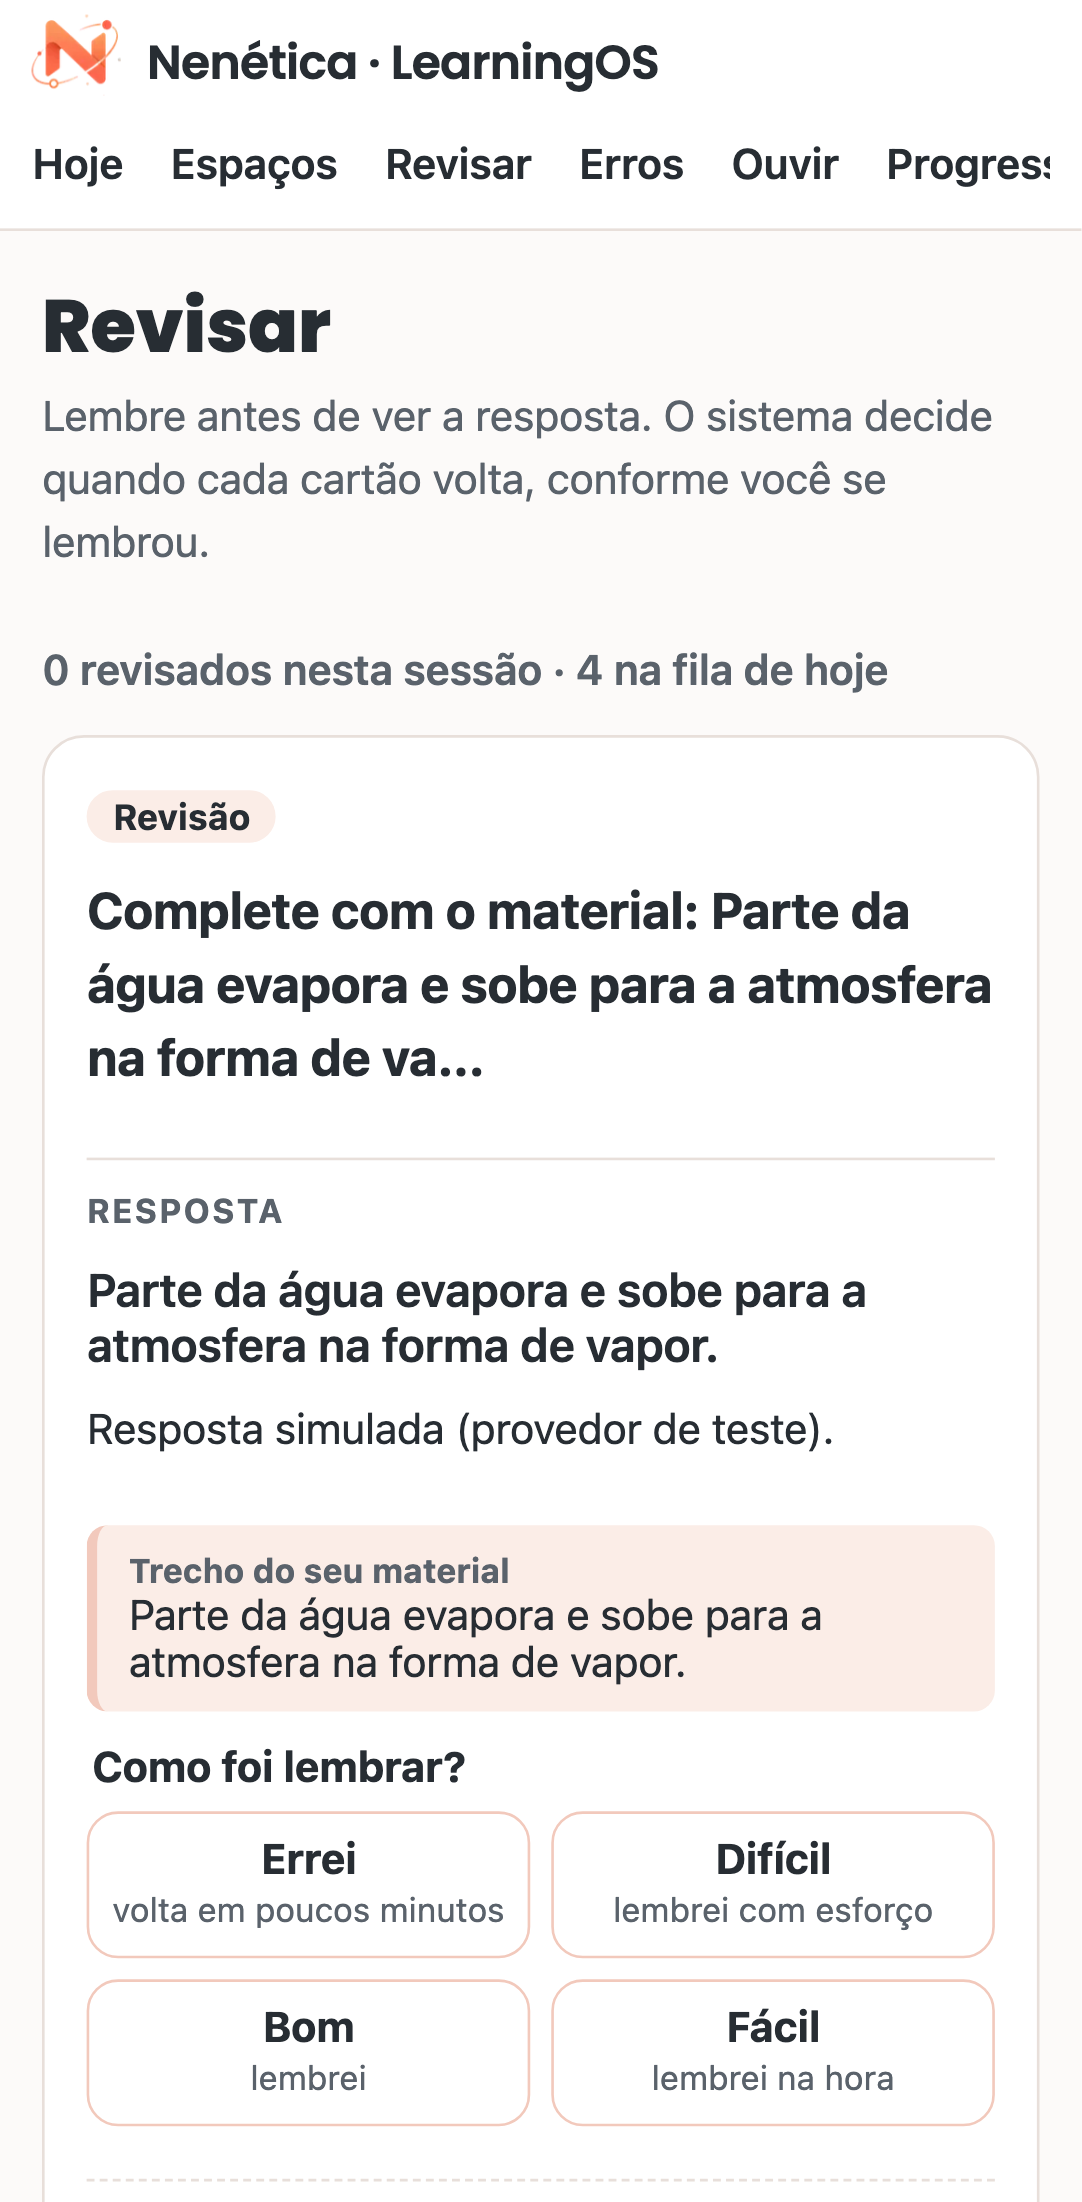 Nenética · LearningOS
Hoje Espaços Revisar Erros Ouvir Progress
Revisar
Lembre antes de ver a resposta. O sistema decide
quando cada cartão volta, conforme você se
lembrou.
0 revisados nesta sessão · 4 na fila de hoje
Revisão
Complete com o material: Parte da
água evapora e sobe para a atmosfera
na forma de va...
RESPOSTA
Parte da água evapora e sobe para a
atmosfera na forma de vapor.
Resposta simulada (provedor de teste).
Trecho do seu material
Parte da água evapora e sobe para a
atmosfera na forma de vapor.
Como foi lembrar?
Errei
volta em poucos minutos
Difícil
lembrei com esforço
Bom
lembrei
Fácil
lembrei na hora